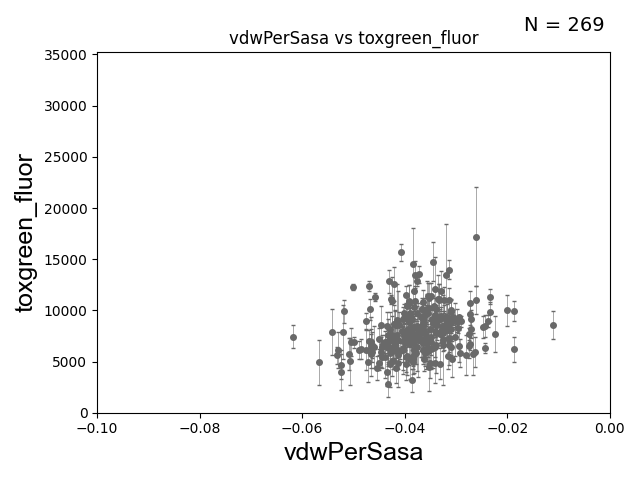 N = 269
vdwPerSasa vs toxgreen_fluor
35000
30000
25000
20000
15000
10000
5000
0
toxgreen_fluor
−0.10 −0.08 −0.06 −0.04 −0.02 0.00
vdwPerSasa